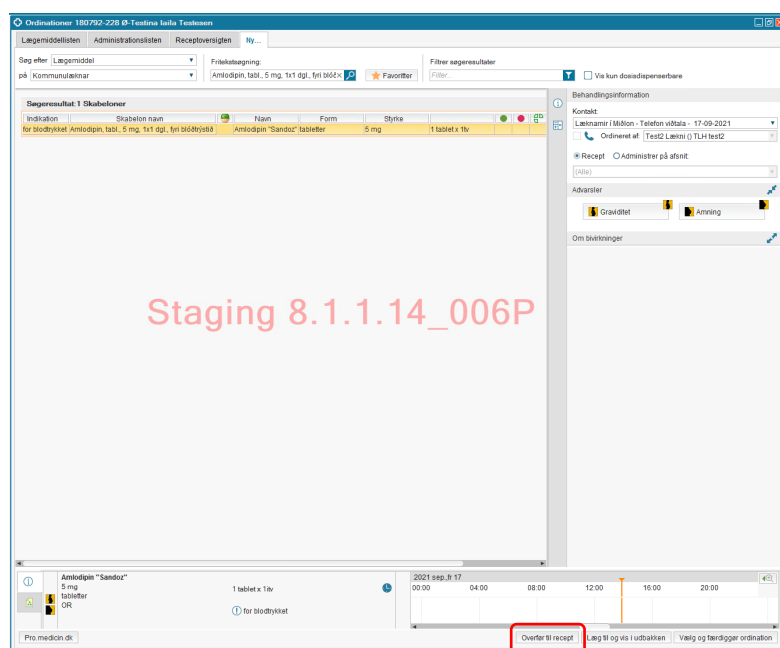 Ordinationer 180792-228 Ø-Testina laila Testesen
Lægemiddellisten Administrationslisten Receptoversigten Ny...
Søg efter Lægemiddel
på Kommunulæknar
Fritekstsøgning:
Amlodipin, tabl., 5 mg, 1x1 dgl., fyri blóð
Favoritter
Filtrer søgeresultater
Filter...
Vis kun dosisdispenserbare
Søgeresultat:1 Skabeloner
Indikation Skabelon navn Navn Form Styrke
for blodtrykket Amlodipin, tabl., 5 mg, 1x1 dgl., fyri blóðtrýstið Amlodipin "Sandoz" tabletter 5 mg 1 tablet x 1tv
Behandlingsinformation
Kontakt:
Læknamir í Miðlon - Telefon viðtala - 17-09-2021
Ordineret af: Test2 Lækni () TLH test2
Recept Administrer på afsnit:
(Alle)
Advarsler
Graviditet Amning
Om bivirkninger
Staging 8.1.1.14_006P
Amlodipin "Sandoz"
5 mg
tabletter
OR
1 tablet x 1itv
for blodtrykket
2021 sep.,fr 17
00:00 04:00 08:00 12:00 16:00 20:00
Pro.medicin.dk
Overfør til recept Læg til og vis i udbakken Vælg og færdiggør ordination